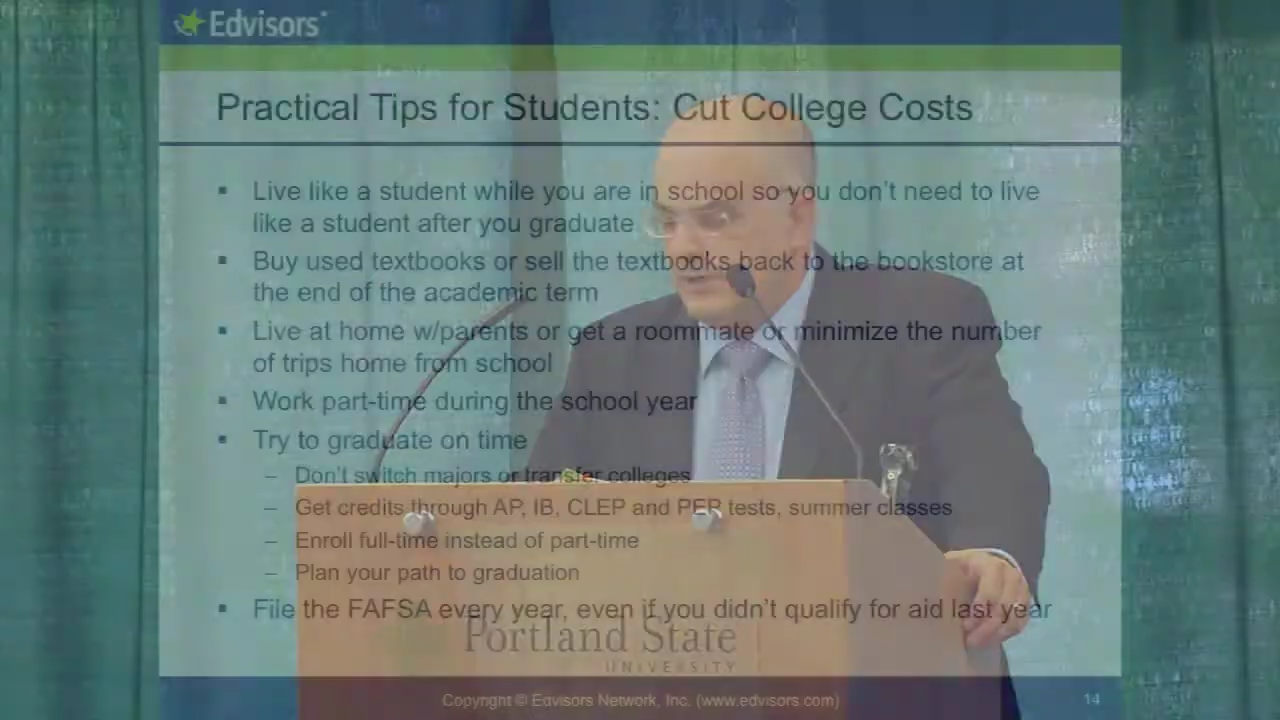 Edvisors
Practical Tips for Students: Cut College Costs
▪ Live like a student while you are in school so you don't need to live
like a student after you graduate
▪ Buy used textbooks or sell the textbooks back to the bookstore at
the end of the academic term
▪ Live at home w/parents or get a roommate or minimize the number
of trips home from school
▪ Work part-time during the school year
▪ Try to graduate on time
– Don't switch majors or transfer colleges
– Get credits through AP, IB, CLEP and PEP tests, summer classes
– Enroll full-time instead of part-time
– Plan your path to graduation
▪ File the FAFSA every year, even if you didn't qualify for aid last year
Portland State
UNIVERSITY
Copyright © Edvisors Network, Inc. (www.edvisors.com)
14